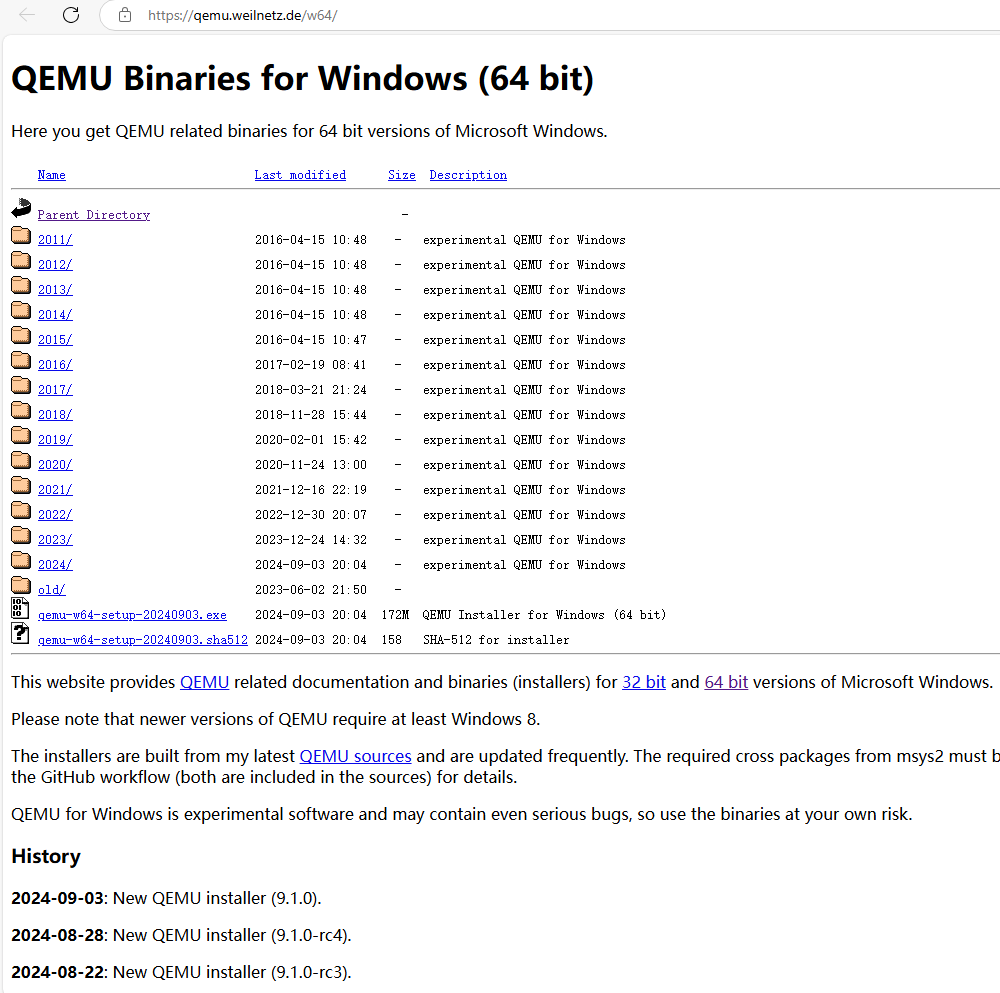 https://qemu.weilnetz.de/w64/
QEMU Binaries for Windows (64 bit)
Here you get QEMU related binaries for 64 bit versions of Microsoft Windows.
Name Last modified Size Description
Parent Directory -
2011/ 2016-04-15 10:48 - experimental QEMU for Windows
2012/ 2016-04-15 10:48 - experimental QEMU for Windows
2013/ 2016-04-15 10:48 - experimental QEMU for Windows
2014/ 2016-04-15 10:48 - experimental QEMU for Windows
2015/ 2016-04-15 10:47 - experimental QEMU for Windows
2016/ 2017-02-19 08:41 - experimental QEMU for Windows
2017/ 2018-03-21 21:24 - experimental QEMU for Windows
2018/ 2018-11-28 15:44 - experimental QEMU for Windows
2019/ 2020-02-01 15:42 - experimental QEMU for Windows
2020/ 2020-11-24 13:00 - experimental QEMU for Windows
2021/ 2021-12-16 22:19 - experimental QEMU for Windows
2022/ 2022-12-30 20:07 - experimental QEMU for Windows
2023/ 2023-12-24 14:32 - experimental QEMU for Windows
2024/ 2024-09-03 20:04 - experimental QEMU for Windows
old/ 2023-06-02 21:50 -
qemu-w64-setup-20240903.exe 2024-09-03 20:04 172M QEMU Installer for Windows (64 bit)
qemu-w64-setup-20240903.sha512 2024-09-03 20:04 158 SHA-512 for installer
This website provides QEMU related documentation and binaries (installers) for 32 bit and 64 bit versions of Microsoft Windows.
Please note that newer versions of QEMU require at least Windows 8.
The installers are built from my latest QEMU sources and are updated frequently. The required cross packages from msys2 must b
the GitHub workflow (both are included in the sources) for details.
QEMU for Windows is experimental software and may contain even serious bugs, so use the binaries at your own risk.
History
2024-09-03: New QEMU installer (9.1.0).
2024-08-28: New QEMU installer (9.1.0-rc4).
2024-08-22: New QEMU installer (9.1.0-rc3).